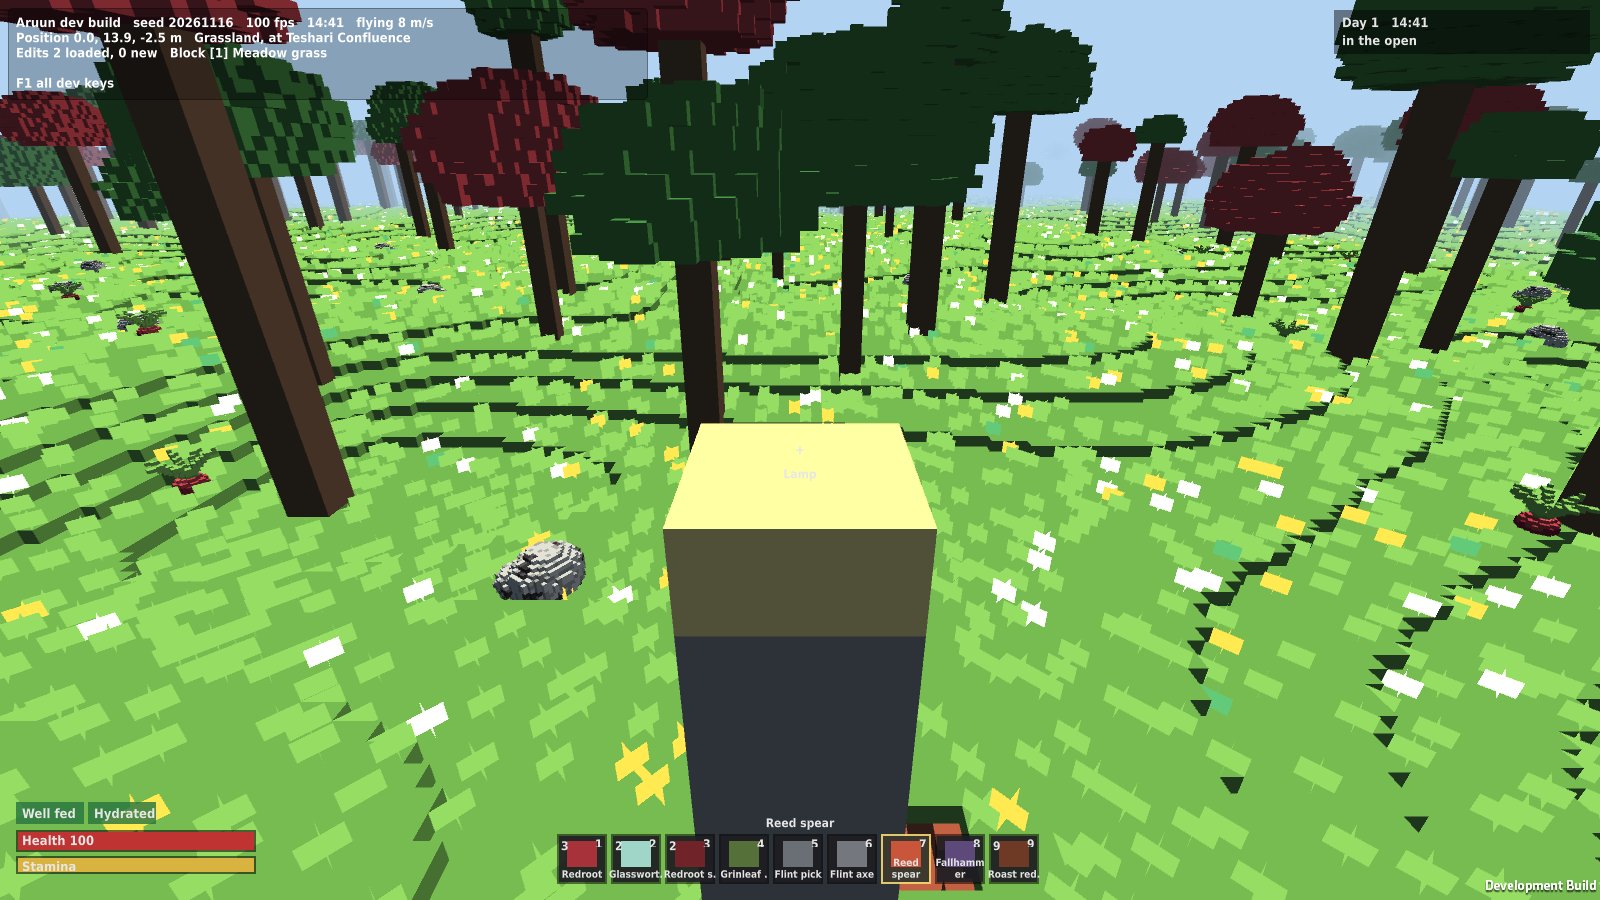 Aruun dev build seed 20261116 100 fps 14:41 flying 8 m/s
Position 0.0, 13.9, -2.5 m Grassland, at Teshari Confluence
Edits 2 loaded, 0 new Block [1] Meadow grass
F1 all dev keys
Day 1 14:41
in the open
Lamp
Well fed Hydrated
Health 100
Stamina
Reed spear
3 1 2 2 2 3 4 5 6 7 8 9 9
Redroot Glasswort. Redroot s. Grinleaf . Flint pick Flint axe Reed spear Fallhamm er Roast red.
Development Build